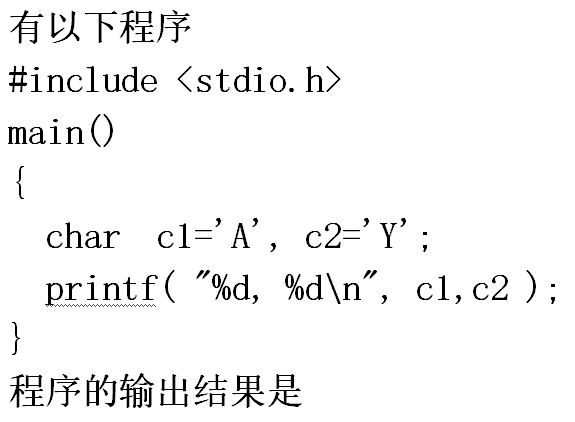 有以下程序
#include <stdio.h>
main()
{
char c1='A', c2='Y';
printf( "%d, %d\n", c1,c2 );
}
程序的输出结果是